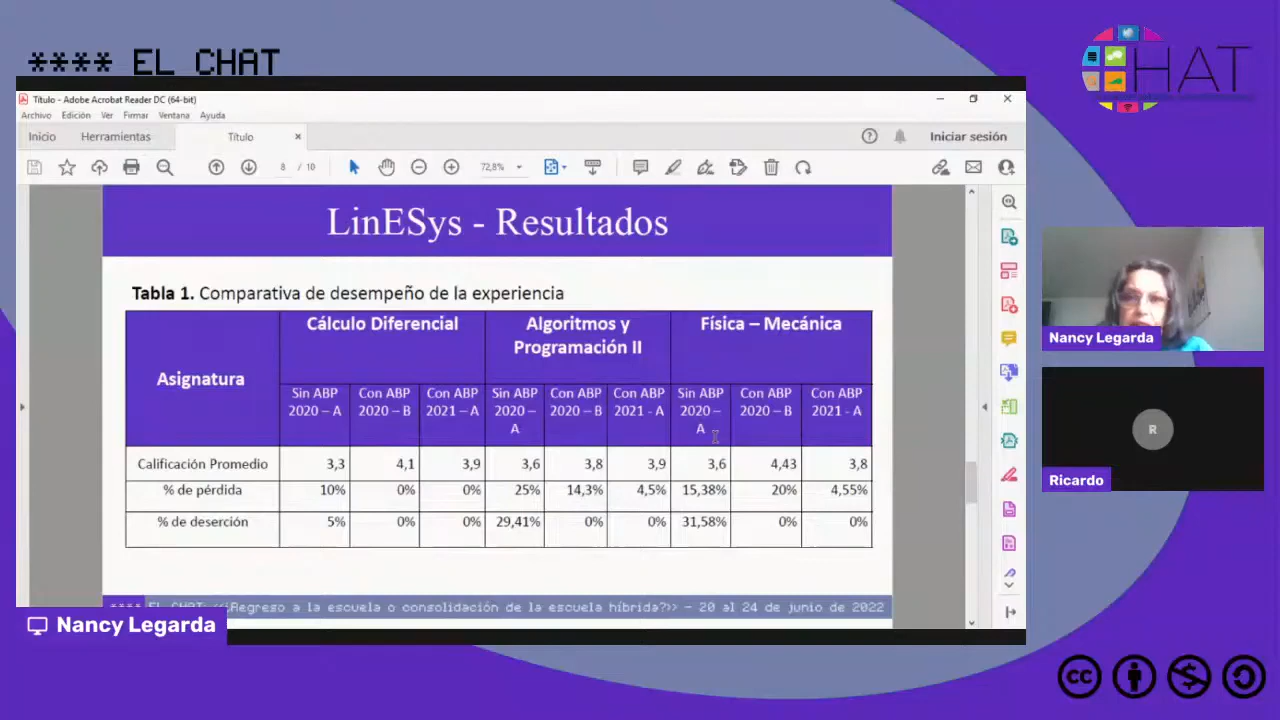 **** EL CHAT
HAT
Título - Adobe Acrobat Reader DC (64-bit)
Archivo Edición Ver Firmar Ventana Ayuda
Inicio Herramientas Título Iniciar sesión
8 / 10 72,8%
LinESys - Resultados
Tabla 1. Comparativa de desempeño de la experiencia
Asignatura Cálculo Diferencial Algoritmos y Programación II Física – Mecánica
Sin ABP 2020 – A Con ABP 2020 – B Con ABP 2021 – A Sin ABP 2020 – A Con ABP 2020 – B Con ABP 2021 - A Sin ABP 2020 – A Con ABP 2020 – B Con ABP 2021 - A
Calificación Promedio 3,3 4,1 3,9 3,6 3,8 3,9 3,6 4,43 3,8
% de pérdida 10% 0% 0% 25% 14,3% 4,5% 15,38% 20% 4,55%
% de deserción 5% 0% 0% 29,41% 0% 0% 31,58% 0% 0%
**** EL CHAT: <<¿Regreso a la escuela o consolidación de la escuela híbrida?>> – 20 al 24 de junio de 2022
Nancy Legarda
Nancy Legarda
R
Ricardo
CC